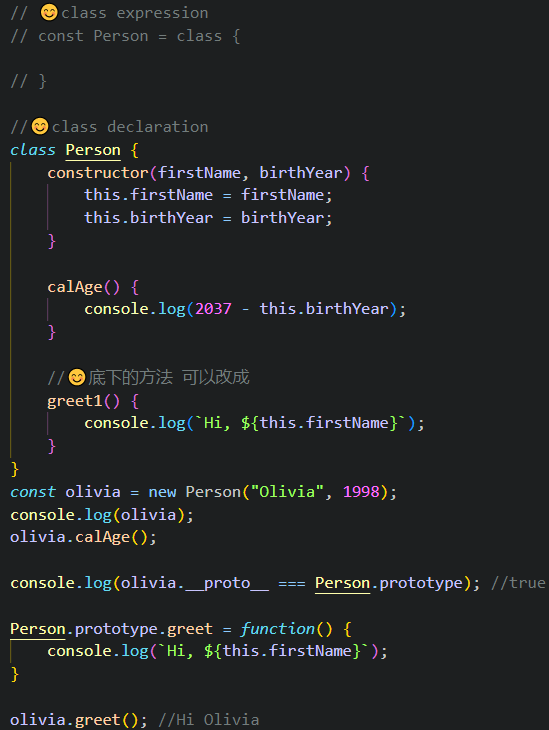 // 😊class expression
// const Person = class {
// }
//😊class declaration
class Person {
constructor(firstName, birthYear) {
this.firstName = firstName;
this.birthYear = birthYear;
}
calAge() {
console.log(2037 - this.birthYear);
}
//😊底下的方法 可以改成
greet1() {
console.log(`Hi, ${this.firstName}`);
}
}
const olivia = new Person("Olivia", 1998);
console.log(olivia);
olivia.calAge();
console.log(olivia.__proto__ === Person.prototype); //true
Person.prototype.greet = function() {
console.log(`Hi, ${this.firstName}`);
}
olivia.greet(); //Hi Olivia